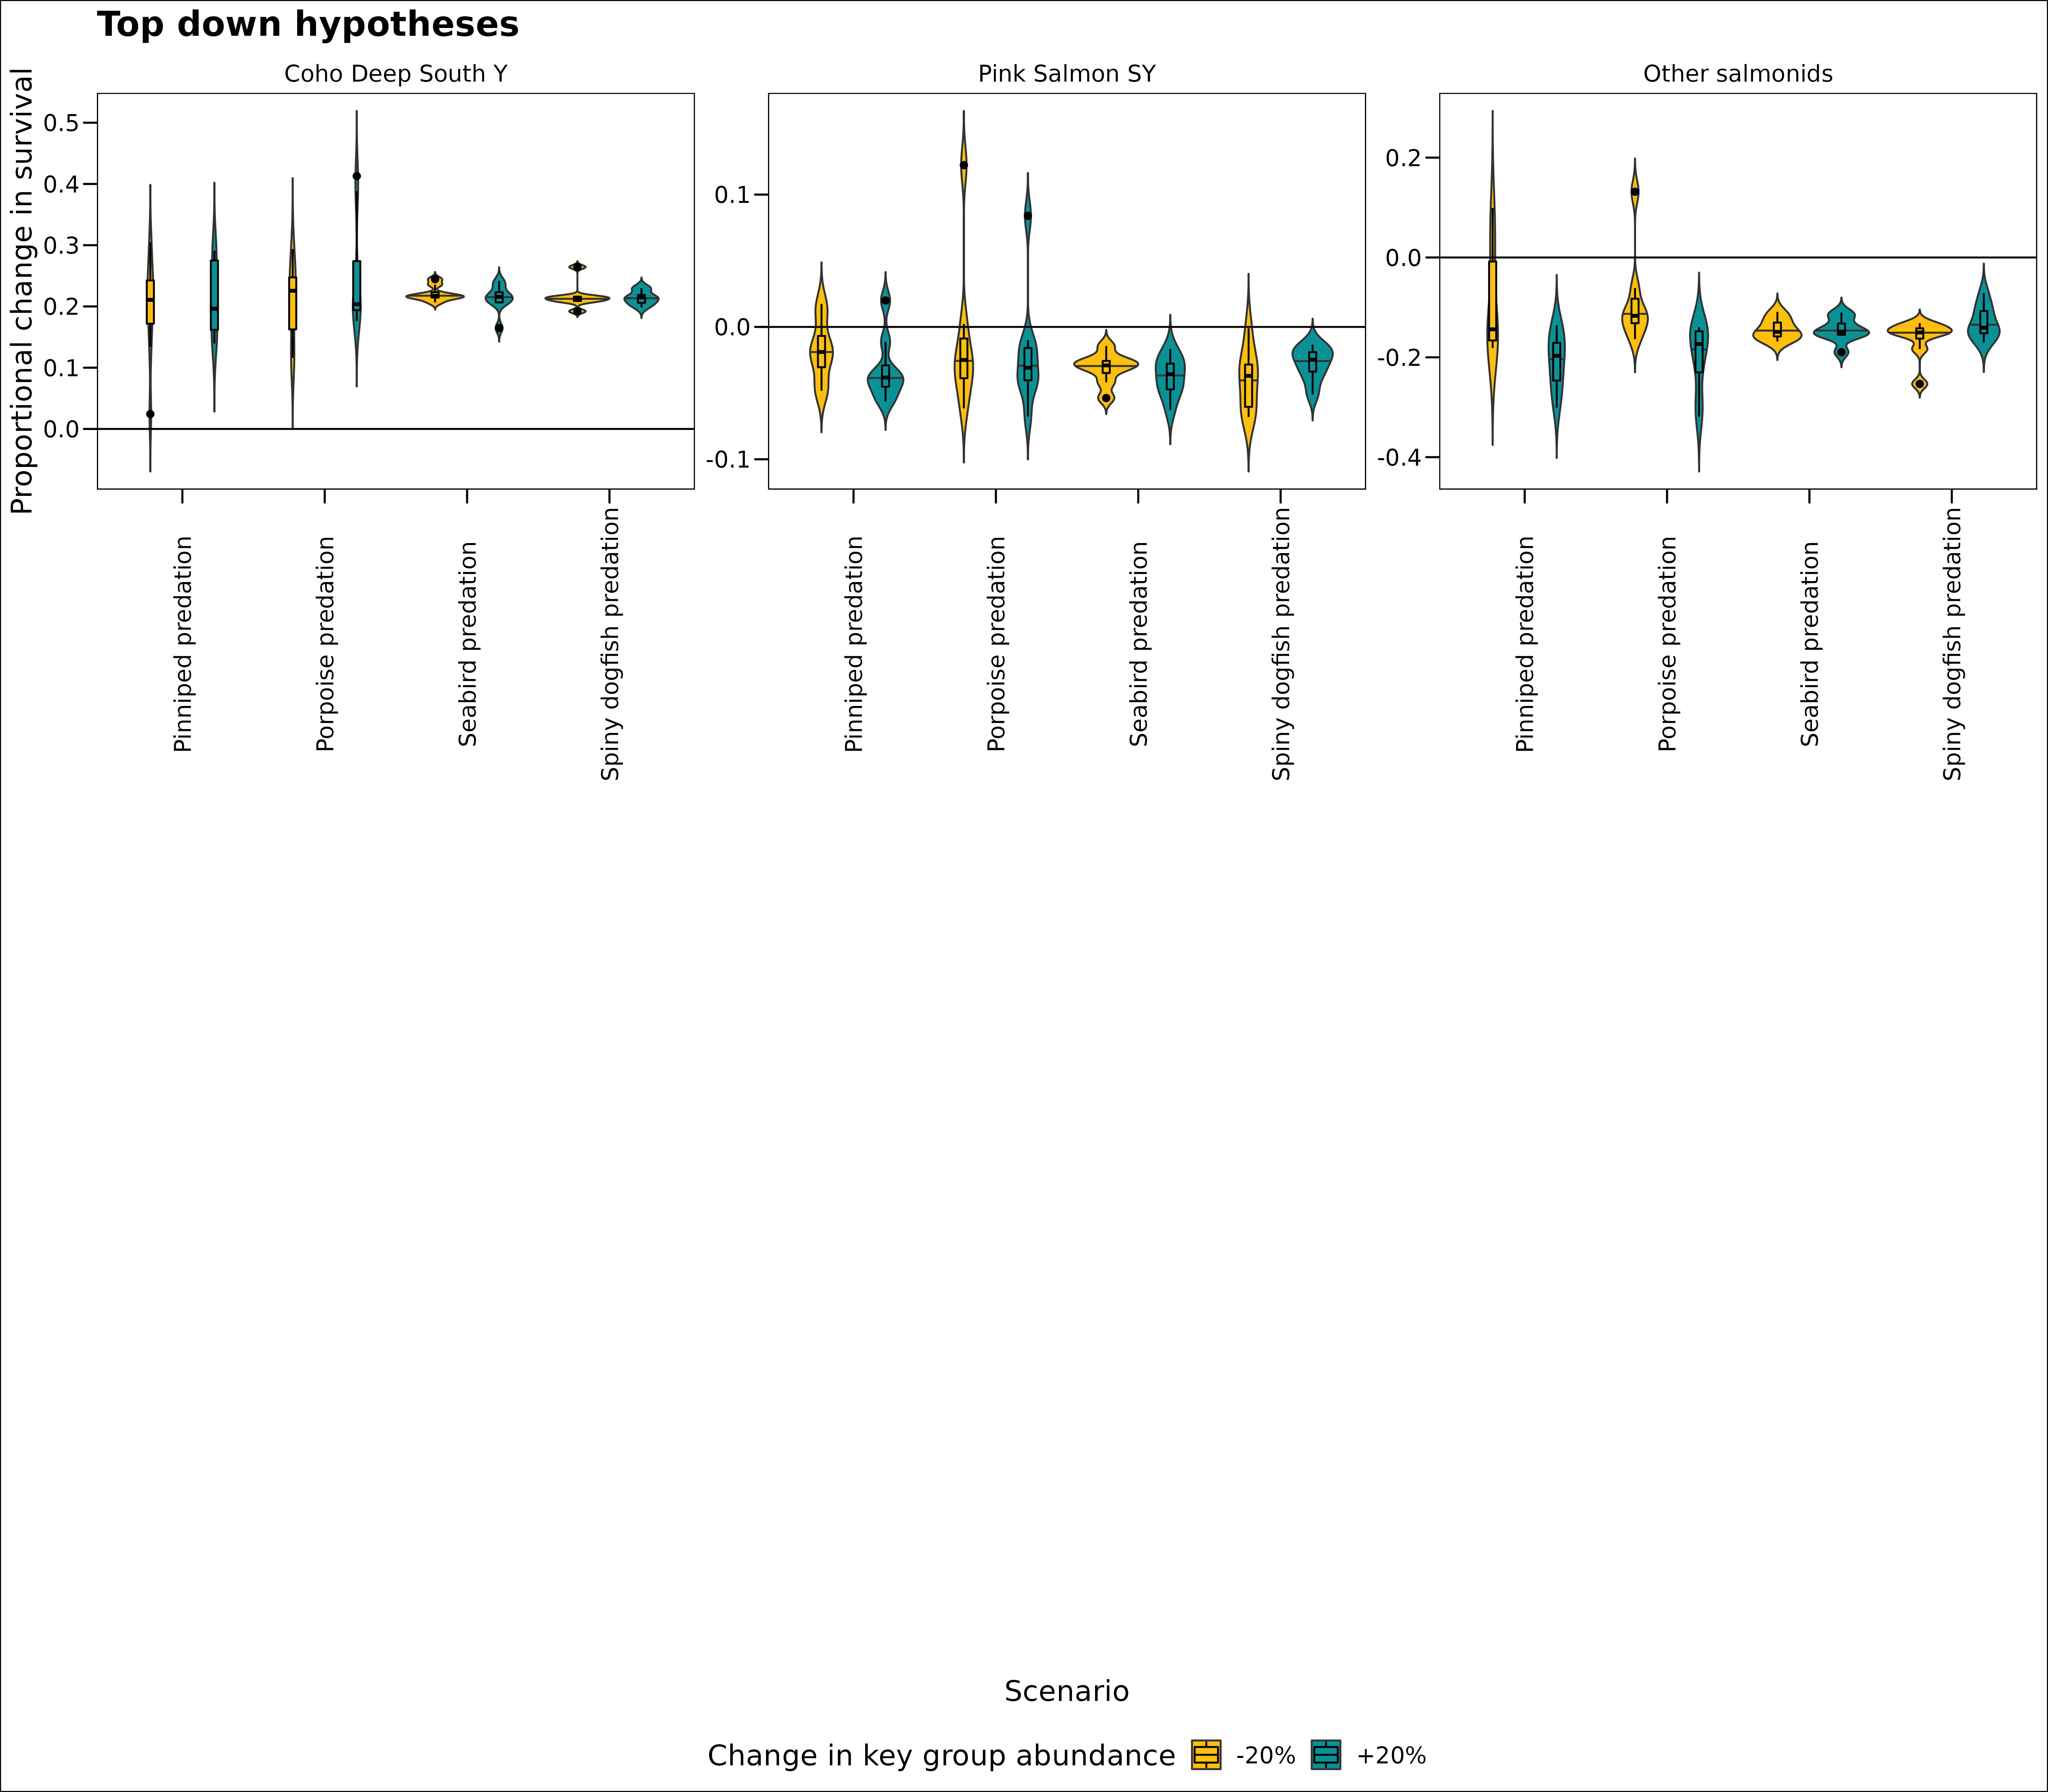 Top down hypotheses
Coho Deep South Y
Pink Salmon SY
Other salmonids
Proportional change in survival
0.5
0.4
0.3
0.2
0.1
0.0
0.1
0.0
-0.1
0.2
0.0
-0.2
-0.4
Pinniped predation
Porpoise predation
Seabird predation
Spiny dogfish predation
Pinniped predation
Porpoise predation
Seabird predation
Spiny dogfish predation
Pinniped predation
Porpoise predation
Seabird predation
Spiny dogfish predation
Scenario
Change in key group abundance -20% +20%